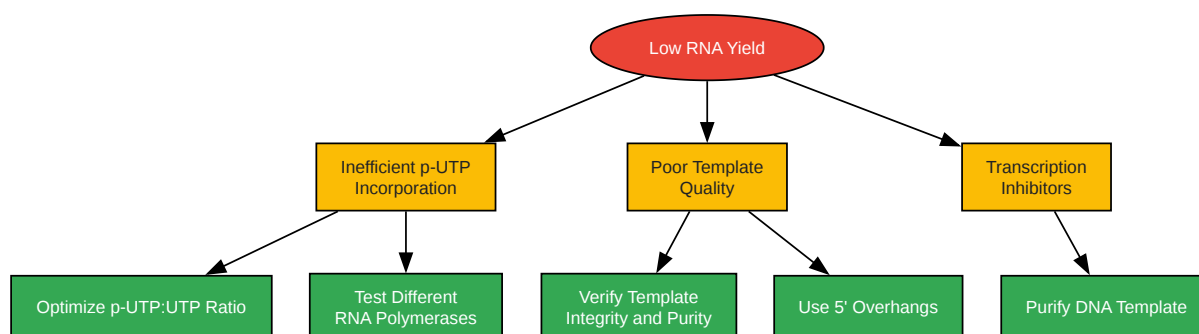 Low RNA Yield
Inefficient p-UTP
Incorporation
Poor Template
Quality
Transcription
Inhibitors
Optimize p-UTP:UTP Ratio
Test Different
RNA Polymerases
Verify Template
Integrity and Purity
Use 5' Overhangs
Purify DNA Template